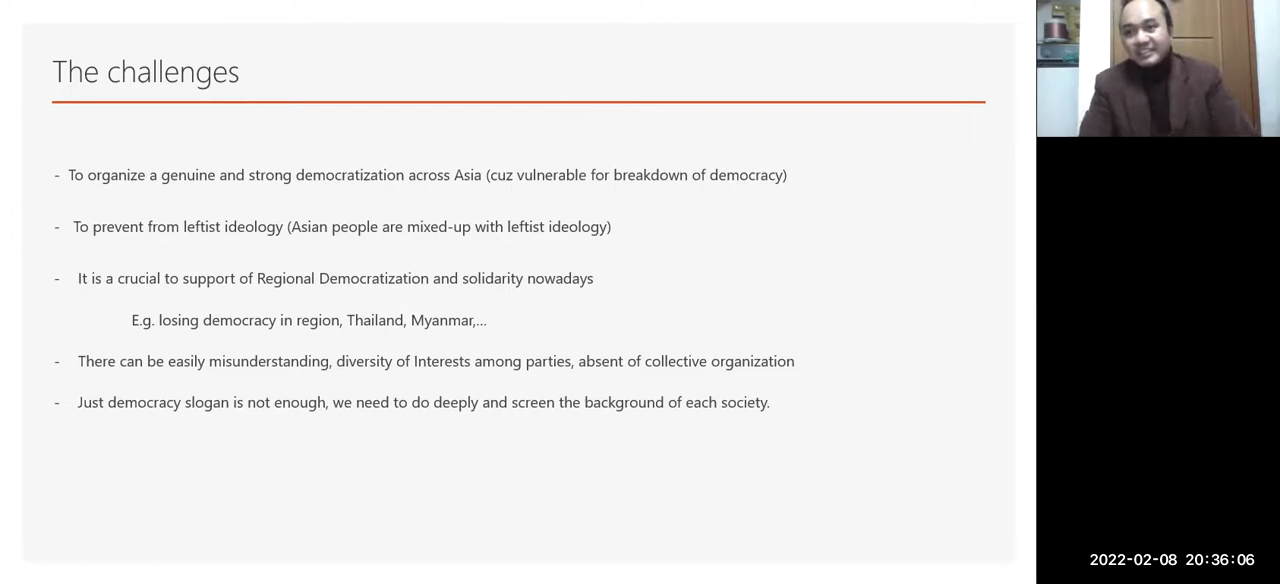 The challenges
- To organize a genuine and strong democratization across Asia (cuz vulnerable for breakdown of democracy)
- To prevent from leftist ideology (Asian people are mixed-up with leftist ideology)
- It is a crucial to support of Regional Democratization and solidarity nowadays
E.g. losing democracy in region, Thailand, Myanmar,...
- There can be easily misunderstanding, diversity of Interests among parties, absent of collective organization
- Just democracy slogan is not enough, we need to do deeply and screen the background of each society.
2022-02-08 20:36:06